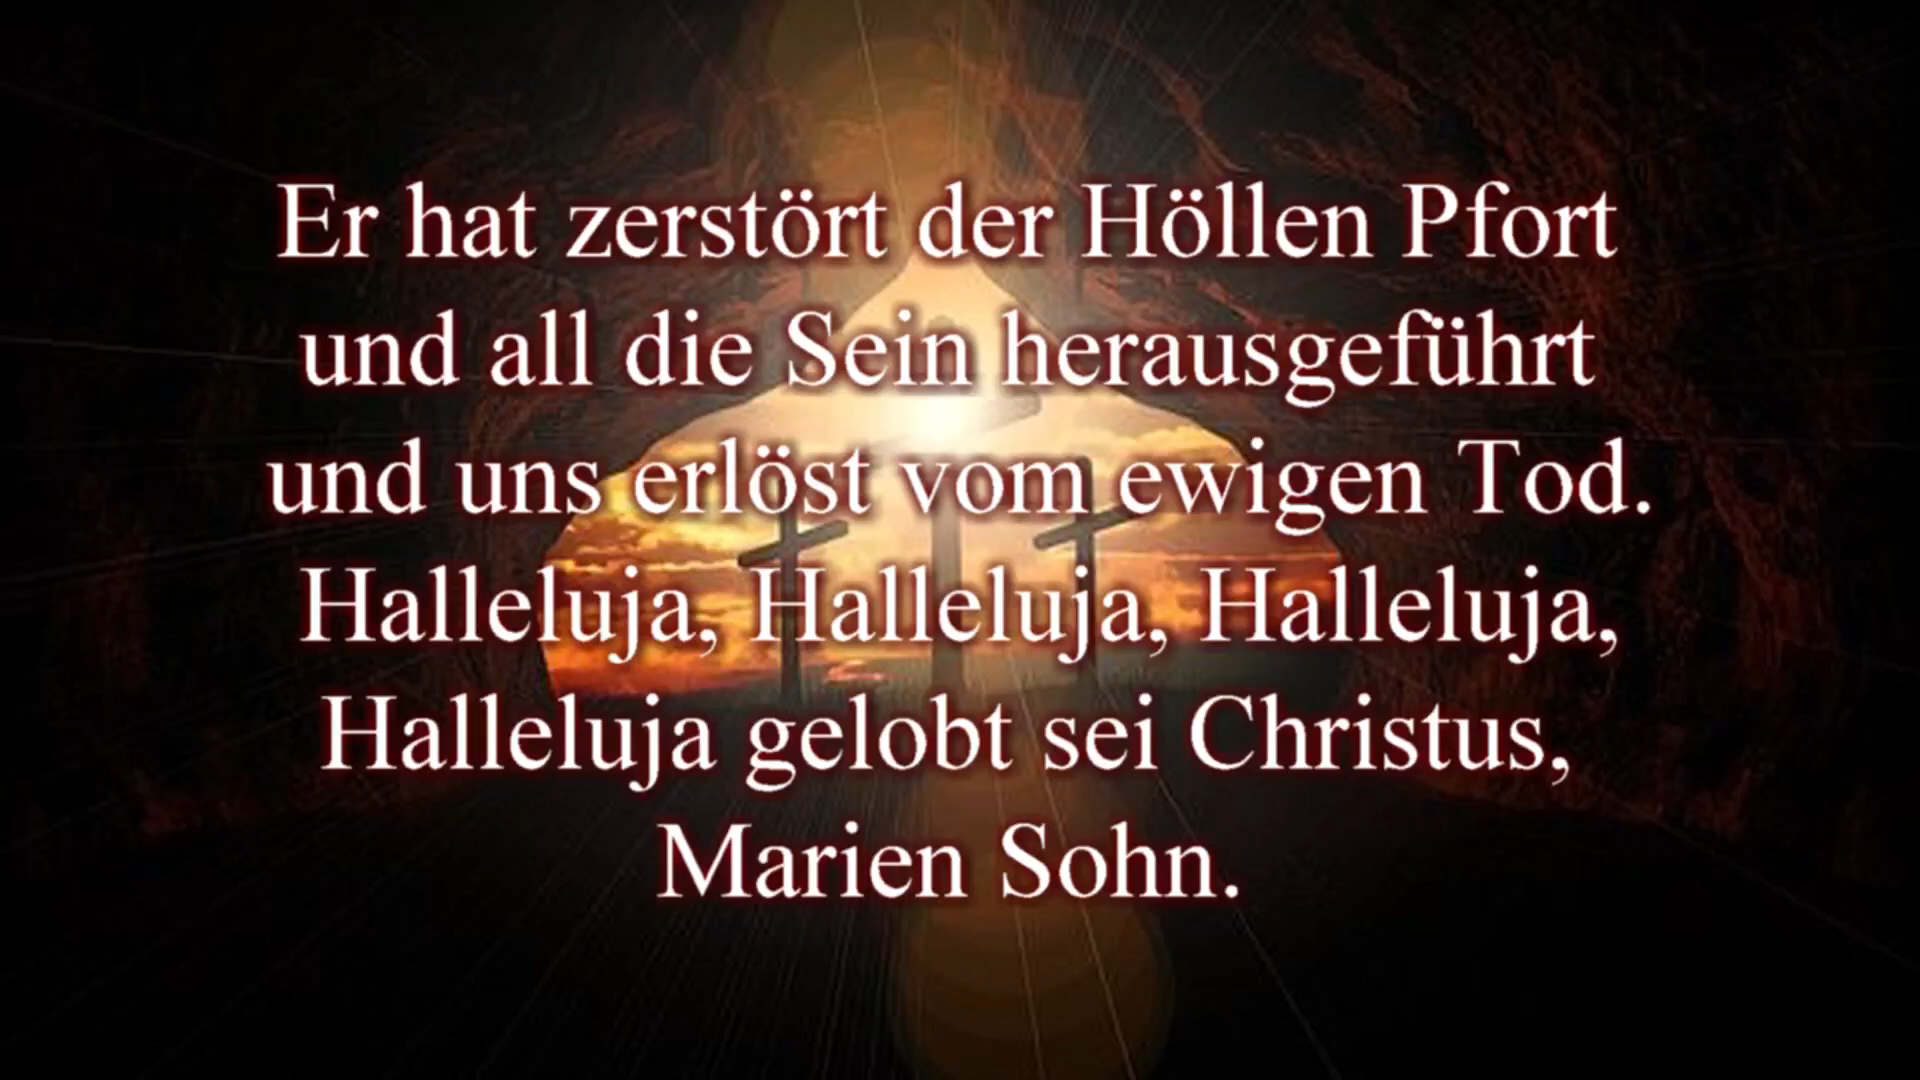 Er hat zerstört der Höllen Pfort
und all die Sein herausgeführt
und uns erlöst vom ewigen Tod.
Halleluja, Halleluja, Halleluja,
Halleluja gelobt sei Christus,
Marien Sohn.